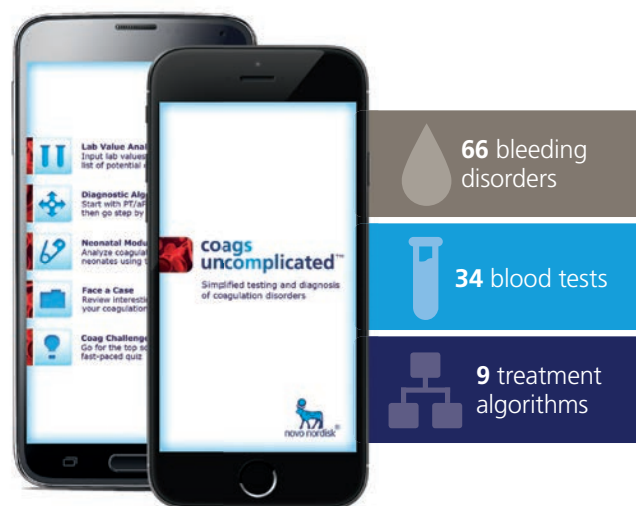 Lab Value Anal
Input lab values
list of potential
Diagnostic Algo
Start with PT/aP
then go step by
Neonatal Modu
Analyze coagula
neonates using t
Face a Case
Review interesti
your coagulation
Coag Challenge
Go for the top sc
fast-paced quiz
coags
uncomplicated™
Simplified testing and diagnosis
of coagulation disorders
novo nordisk®
66 bleeding
disorders
34 blood tests
9 treatment
algorithms